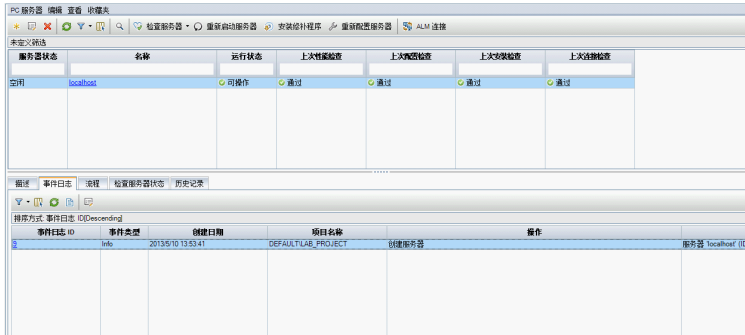 PC 服务器 编辑 查看 收藏夹
检查服务器 重新启动服务器 安装修补程序 重新配置服务器 ALM 连接
未定义筛选
服务器状态 名称 运行状态 上次性能检查 上次配置检查 上次安装检查 上次连接检查
空闲 localhost 可操作 通过 通过 通过 通过
描述 事件日志 流程 检查服务器状态 历史记录
排序方式: 事件日志 ID[Descending]
事件日志 ID 事件类型 创建日期 项目名称 操作
Info 2013/5/10 13:53:41 DEFAULT\LAB_PROJECT 创建服务器 服务器 'localhost' (ID